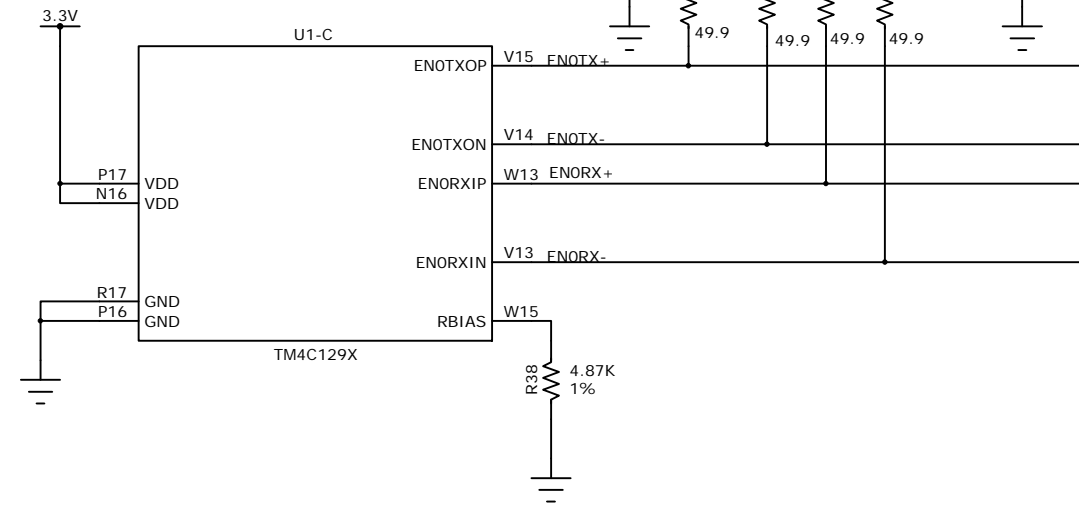 3.3V
U1-C
49.9
49.9
49.9
49.9
EN0TXOP
V15
EN0TX+
EN0TXON
V14
EN0TX-
P17
VDD
EN0RXIP
W13
EN0RX+
N16
VDD
EN0RXIN
V13
EN0RX-
R17
GND
P16
GND
RBIAS
W15
TM4C129X
R38
4.87K
1%